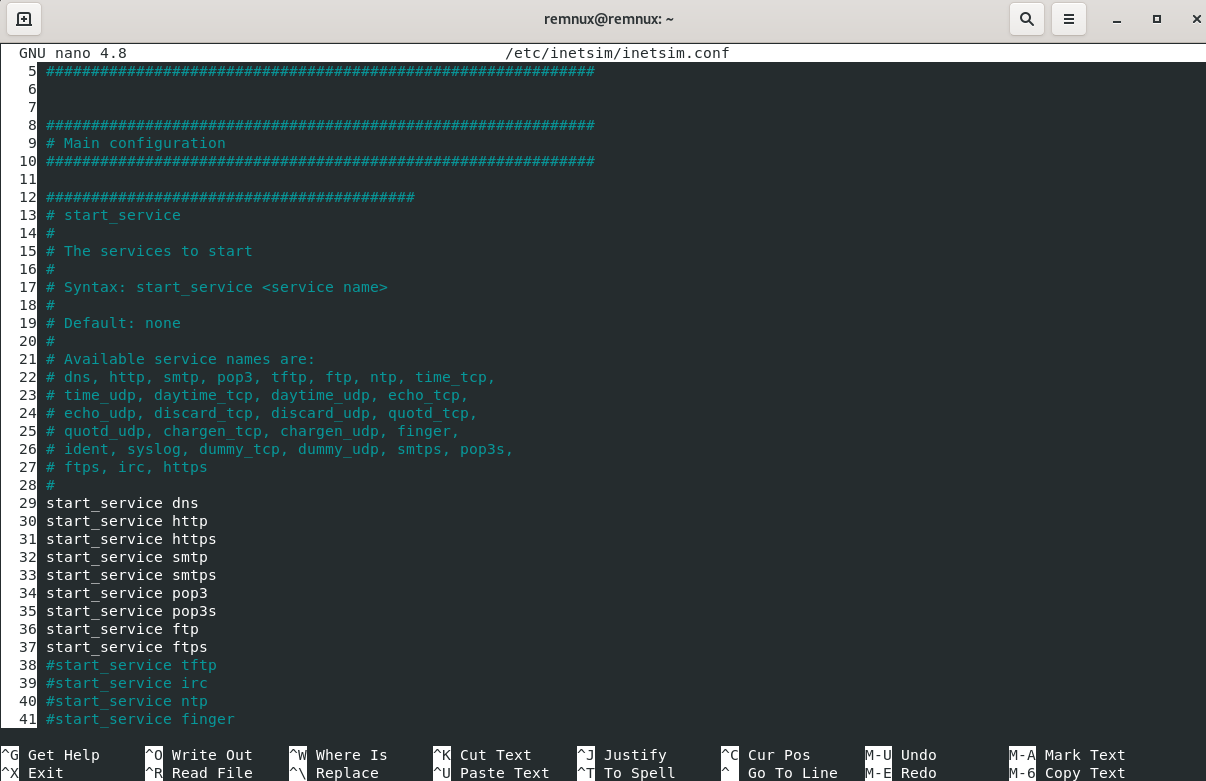 remnux@remnux: ~
GNU nano 4.8 /etc/inetsim/inetsim.conf
5 #############################################################
6
7
8 #############################################################
9 # Main configuration
10 #############################################################
11
12 #########################################
13 # start_service
14 #
15 # The services to start
16 #
17 # Syntax: start_service <service name>
18 #
19 # Default: none
20 #
21 # Available service names are:
22 # dns, http, smtp, pop3, tftp, ftp, ntp, time_tcp,
23 # time_udp, daytime_tcp, daytime_udp, echo_tcp,
24 # echo_udp, discard_tcp, discard_udp, quotd_tcp,
25 # quotd_udp, chargen_tcp, chargen_udp, finger,
26 # ident, syslog, dummy_tcp, dummy_udp, smtps, pop3s,
27 # ftps, irc, https
28 #
29 start_service dns
30 start_service http
31 start_service https
32 start_service smtp
33 start_service smtps
34 start_service pop3
35 start_service pop3s
36 start_service ftp
37 start_service ftps
38 #start_service tftp
39 #start_service irc
40 #start_service ntp
41 #start_service finger
^G Get Help ^O Write Out ^W Where Is ^K Cut Text ^J Justify ^C Cur Pos M-U Undo M-A Mark Text
^X Exit ^R Read File ^\ Replace ^U Paste Text ^T To Spell ^_ Go To Line M-E Redo M-6 Copy Text